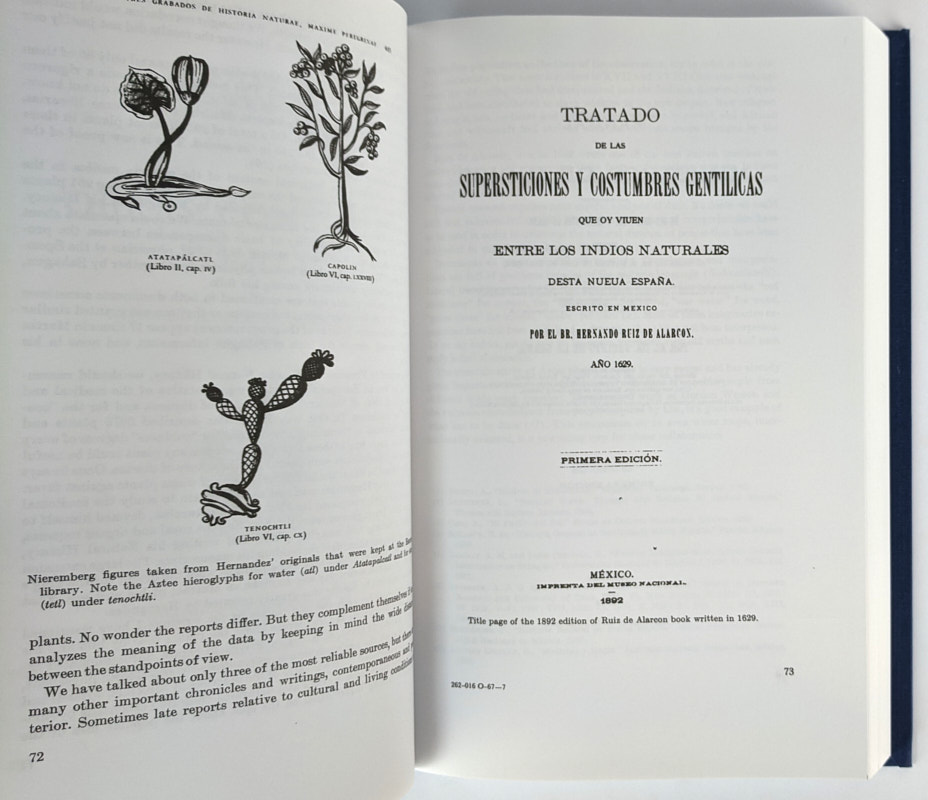 GRABADOS DE HISTORIA NATURAE, MAXIME PEREGRINAE
ATATAPÁLCATL
(Libro II, cap. IV)
CAPOLIN
(Libro VI, cap. LXXVIII)
TENOCHTLI
(Libro VI, cap. CX)
Nieremberg figures taken from Hernandez' originals that were kept at the
library. Note the Aztec hieroglyphs for water (atl) under Atatapalcatl and
(tetl) under tenochtli.
plants. No wonder the reports differ. But they complement themselves
analyzes the meaning of the data by keeping in mind the wide
between the standpoints of view.
We have talked about only three of the most reliable sources, but
many other important chronicles and writings, contemporaneous and
terior. Sometimes late reports relative to cultural and living conditions
72
TRATADO
DE LAS
SUPERSTICIONES Y COSTUMBRES GENTILICAS
QUE OY VIUEN
ENTRE LOS INDIOS NATURALES
DESTA NUEUA ESPAÑA.
ESCRITO EN MEXICO
POR EL BR. HERNANDO RUIZ DE ALARCON.
AÑO 1629.
PRIMERA EDICIÓN.
MÉXICO.
IMPRENTA DEL MUSEO NACIONAL.
1892
Title page of the 1892 edition of Ruiz de Alarcon book written in 1629.
73
262-016 O-67—7